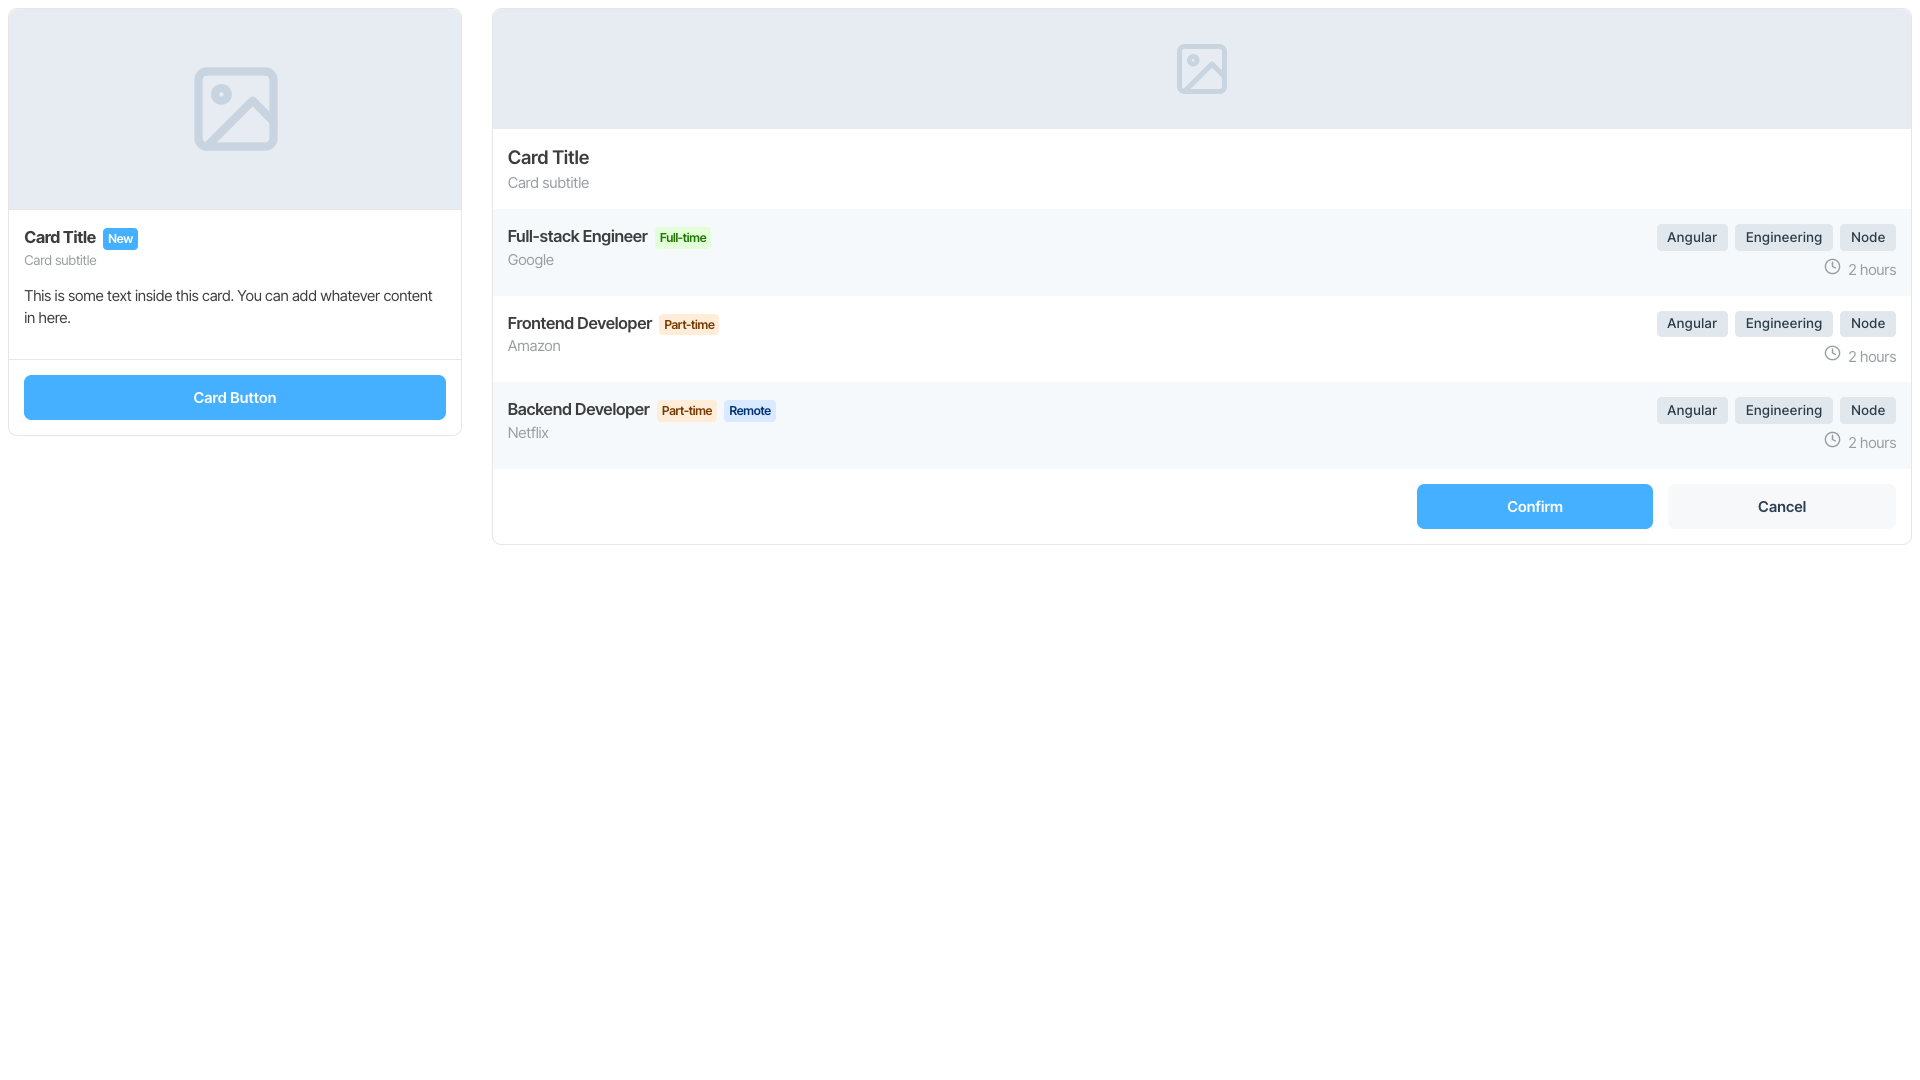 Card Title New
Card subtitle
This is some text inside this card. You can add whatever content
in here.
Card Button
Card Title
Card subtitle
Full-stack Engineer Full-time
Google
Angular Engineering Node
2 hours
Frontend Developer Part-time
Amazon
Angular Engineering Node
2 hours
Backend Developer Part-time Remote
Netflix
Angular Engineering Node
2 hours
Confirm Cancel